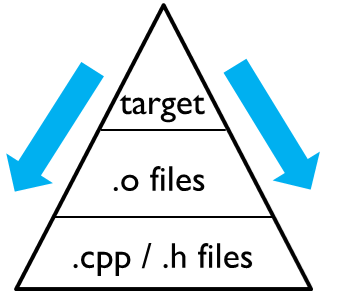 target
.o files
.cpp / .h files